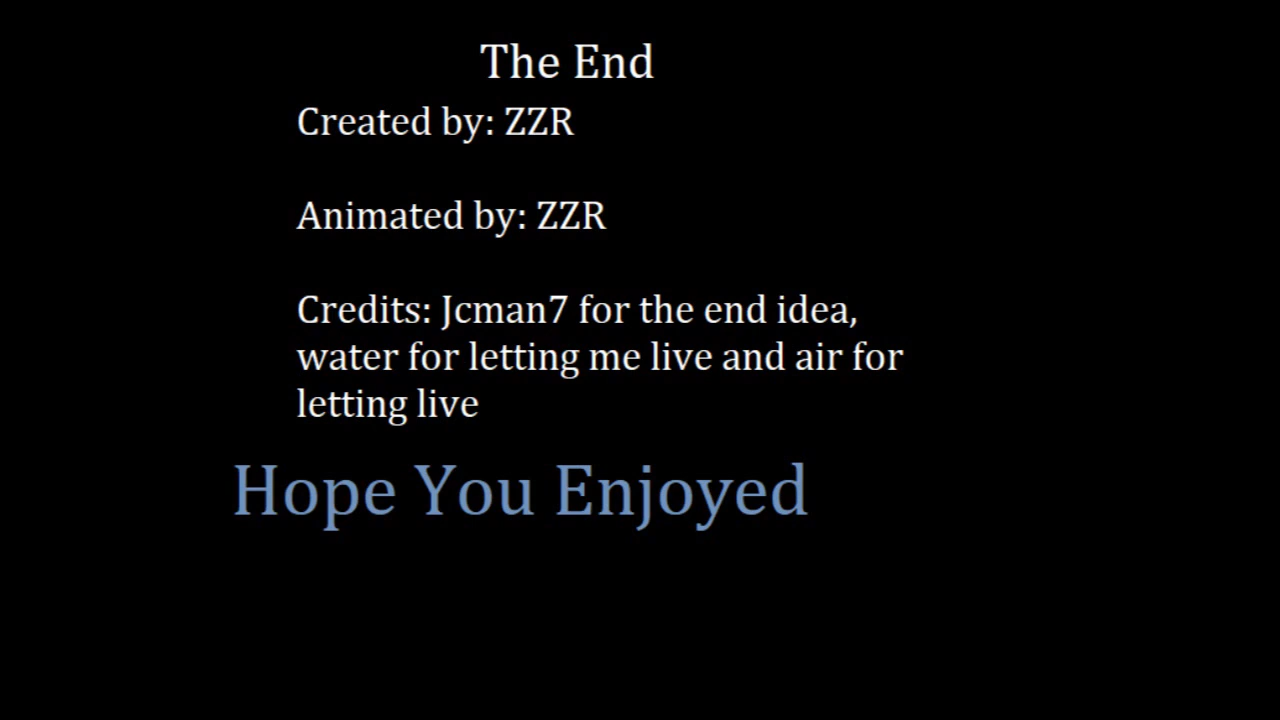 The End
Created by: ZZR
Animated by: ZZR
Credits: Jcman7 for the end idea,
water for letting me live and air for
letting live
Hope You Enjoyed